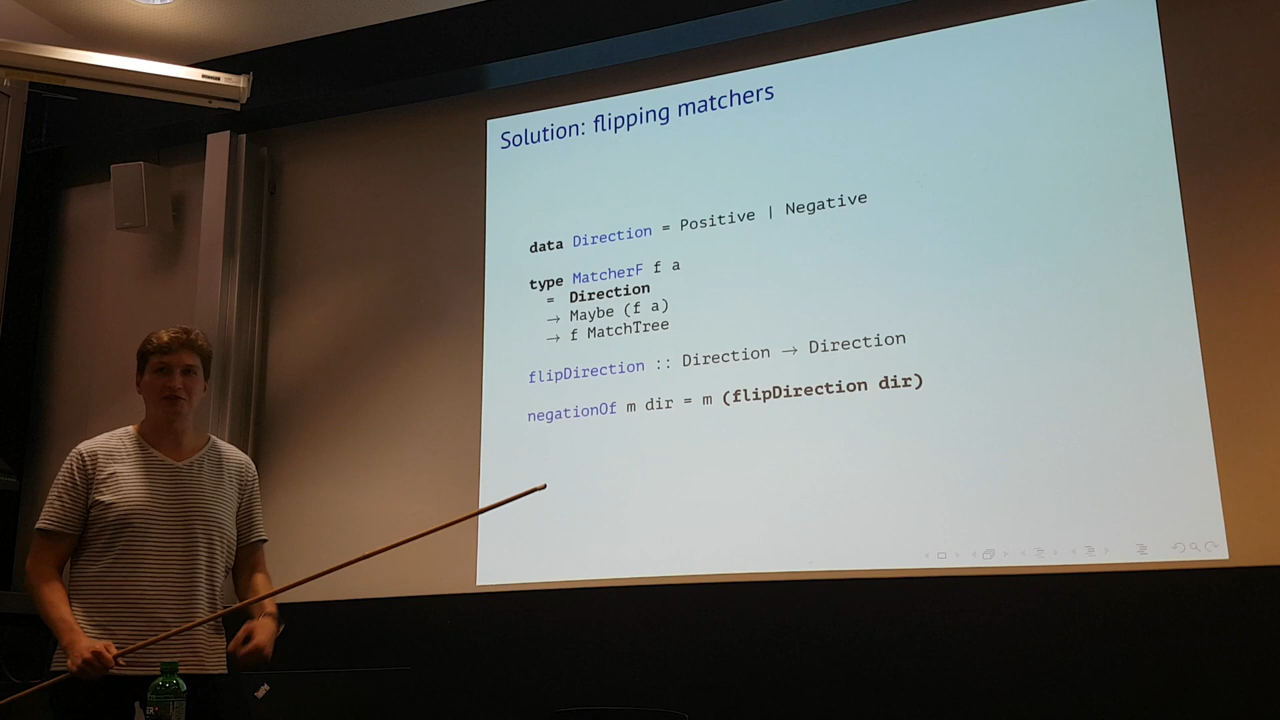 Solution: flipping matchers
data Direction = Positive | Negative
type MatcherF f a
= Direction
→ Maybe (f a)
→ f MatchTree
flipDirection :: Direction → Direction
negationOf m dir = m (flipDirection dir)